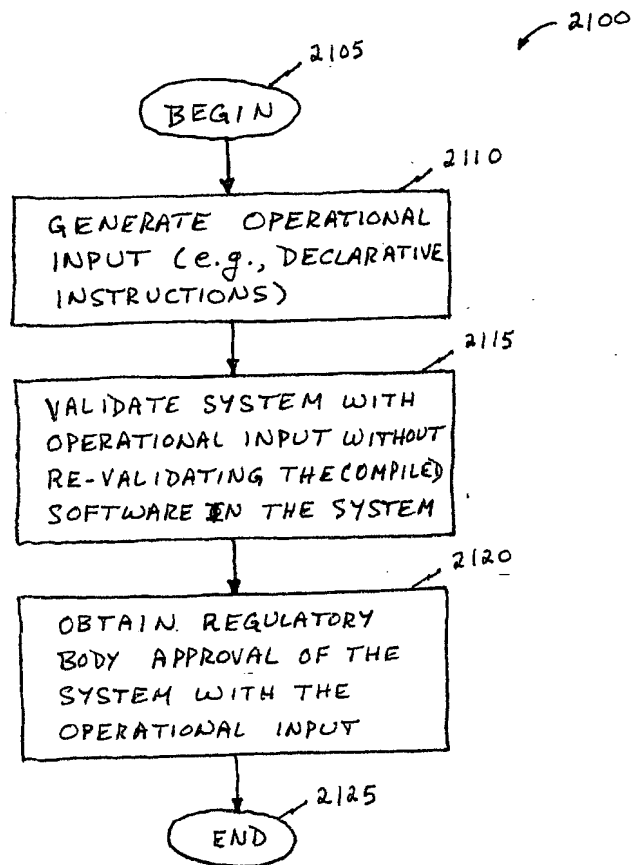 2100
2105
BEGIN
2110
GENERATE OPERATIONAL
INPUT (e.g., DECLARATIVE
INSTRUCTIONS)
2115
VALIDATE SYSTEM WITH
OPERATIONAL INPUT WITHOUT
RE-VALIDATING THE COMPILED
SOFTWARE IN THE SYSTEM
2120
OBTAIN REGULATORY
BODY APPROVAL OF THE
SYSTEM WITH THE
OPERATIONAL INPUT
2125
END